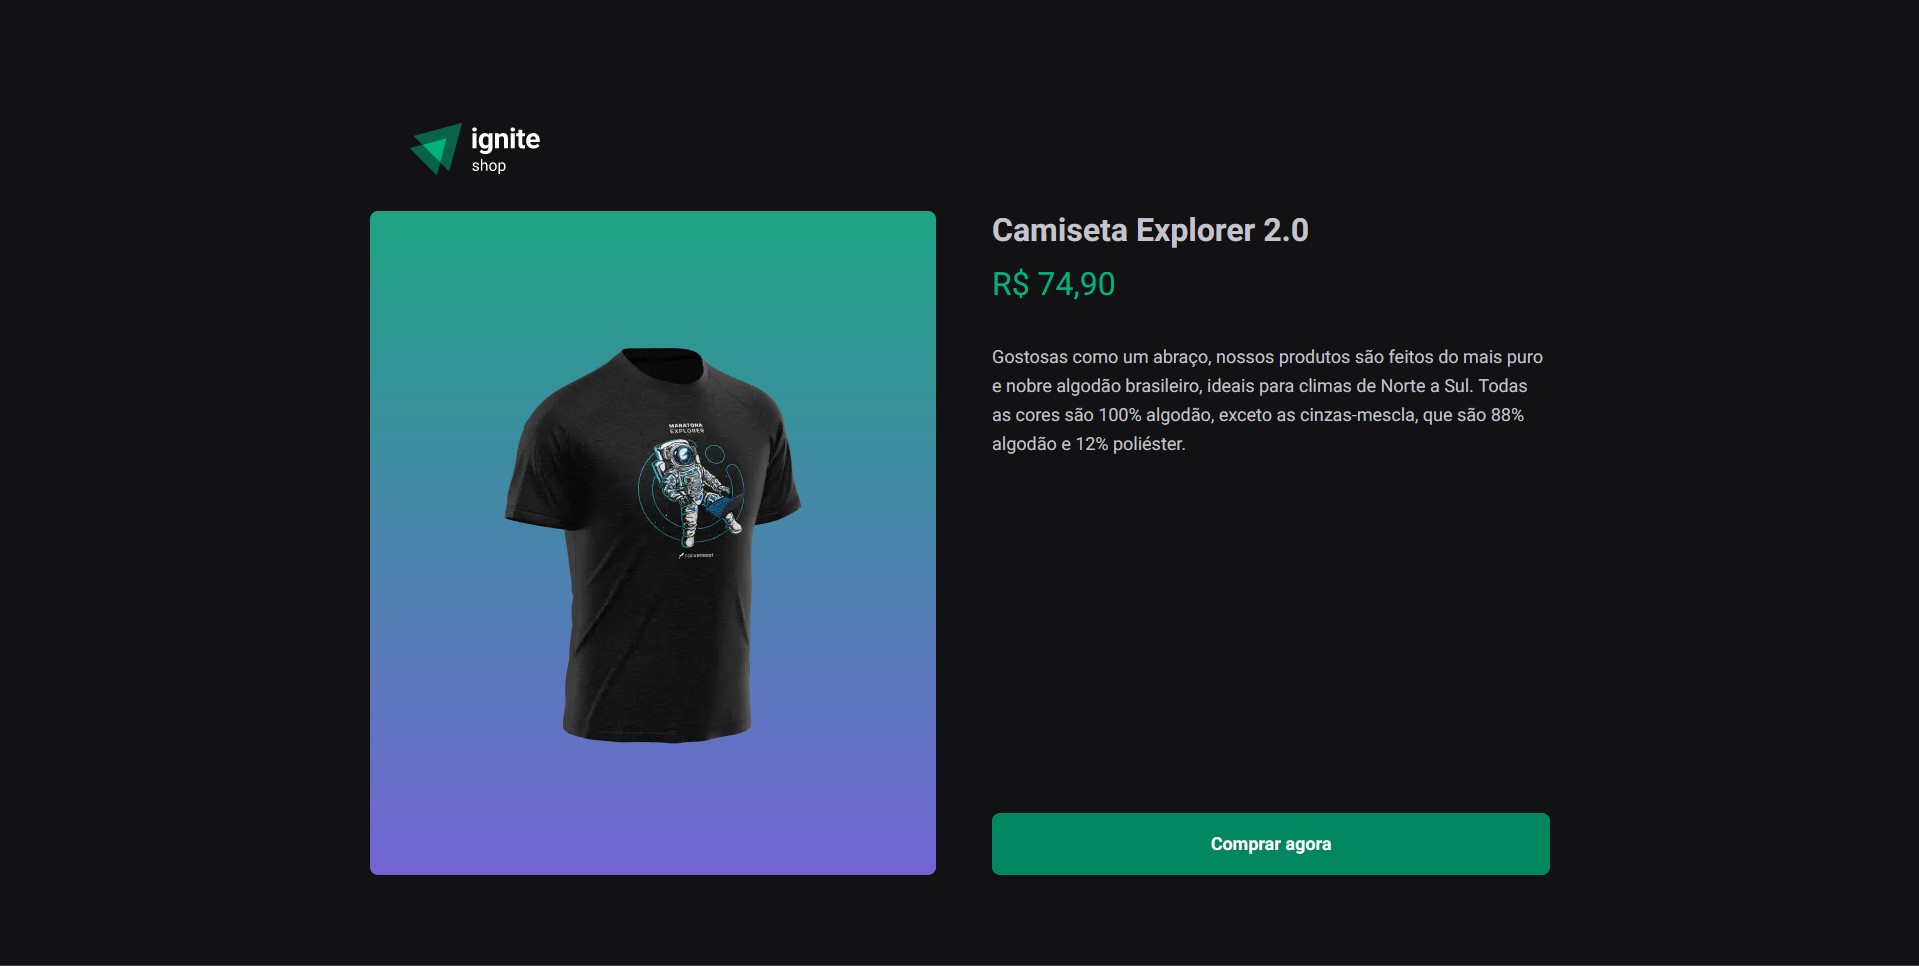 ignite
shop
Camiseta Explorer 2.0
R$ 74,90
Gostosas como um abraço, nossos produtos são feitos do mais puro
e nobre algodão brasileiro, ideais para climas de Norte a Sul. Todas
as cores são 100% algodão, exceto as cinzas-mescla, que são 88%
algodão e 12% poliéster.
MARATONA
EXPLORER
rocketseat
Comprar agora